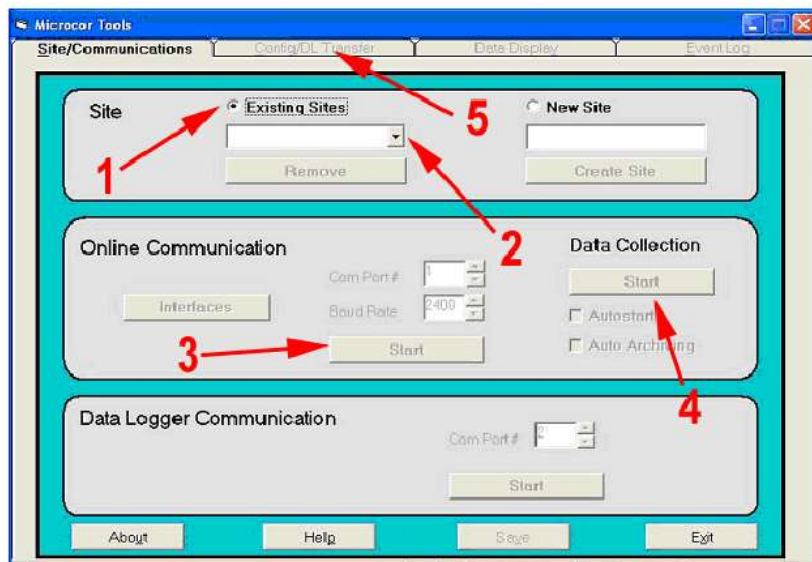 Microcor Tools
Site/Communications Config/DL Transfer Data Display Event Log
Site Existing Sites New Site
1 5
Remove Create Site
2
Online Communication Data Collection
Com Port# 1 Start
Interfaces Baud Rate 2400 Autostart
3 Start Auto Archiving
4
Data Logger Communication
Com Port# 2
Start
About Help Save Exit